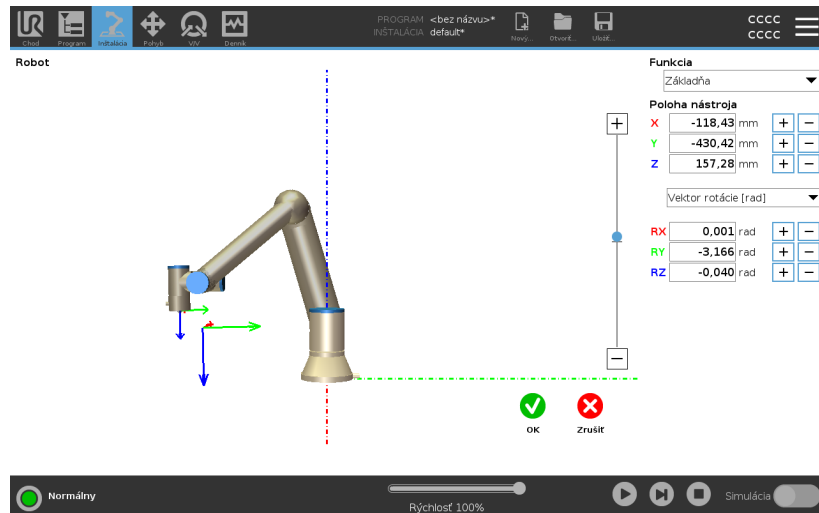 UR
PROGRAM <bez názvu>*
INŠTALÁCIA default*
Chod
Program
Inštalácia
Pohyb
V/V
Denník
Nový...
Otvoriť...
Uložiť...
CCCC
CCCC
Robot
Funkcia
Základňa
Poloha nástroja
X -118,43 mm + −
Y -430,42 mm + −
Z 157,28 mm + −
Vektor rotácie [rad]
RX 0,001 rad + −
RY -3,166 rad + −
RZ -0,040 rad + −
+
−
OK
Zrušiť
Normálny
Rýchlosť 100%
Simulácia